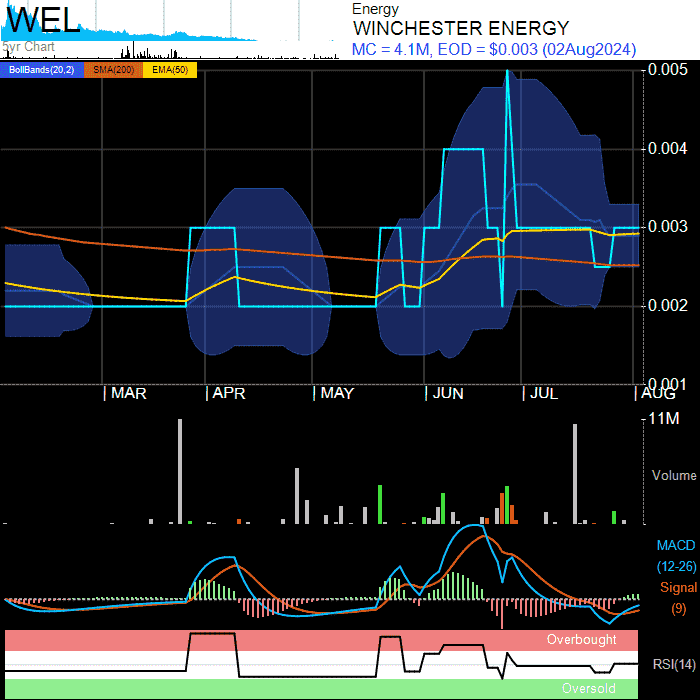 WEL
Energy
WINCHESTER ENERGY
5yr Chart
MC = 4.1M, EOD = $0.003 (02Aug2024)
BollBands(20,2) SMA(200) EMA(50)
0.005
0.004
0.003
0.002
0.001
MAR APR MAY JUN JUL AUG
11M
Volume
MACD
(12-26)
Signal
(9)
Overbought
RSI(14)
Oversold